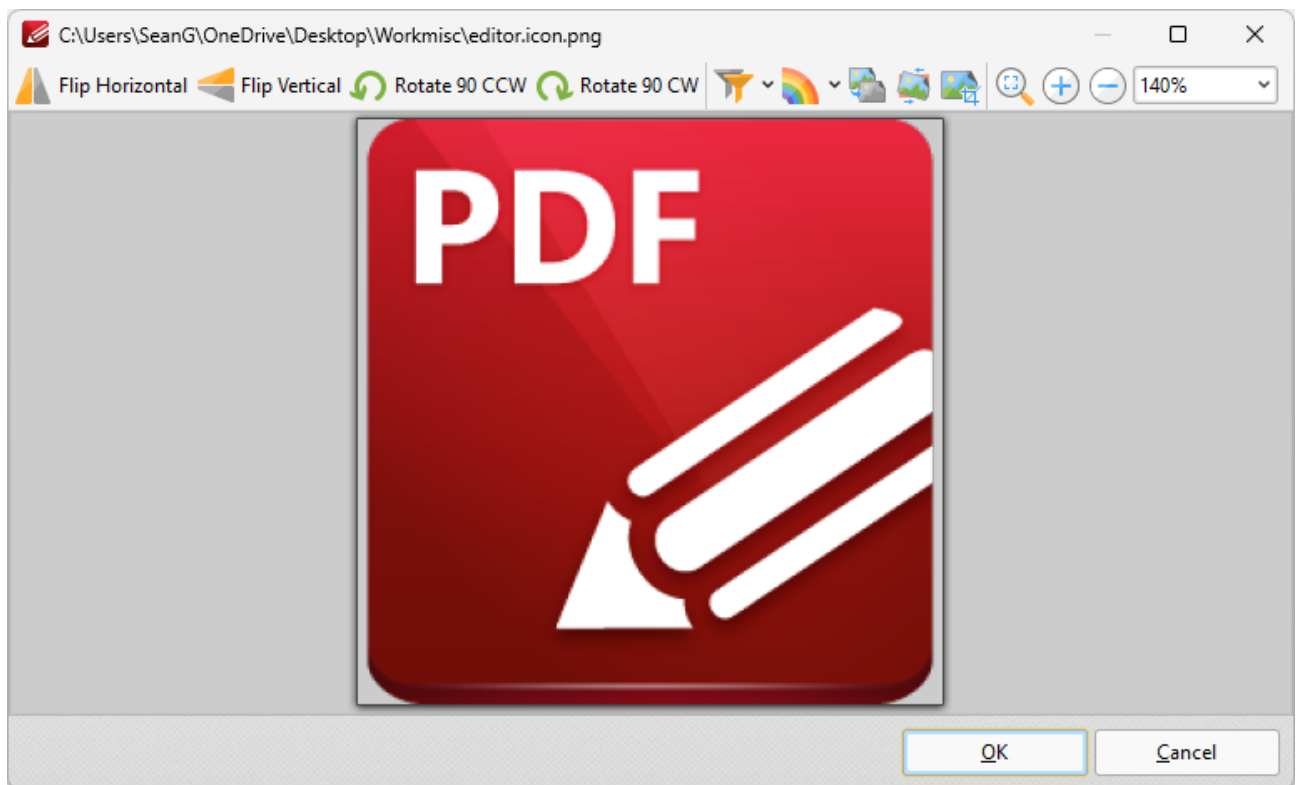 C:\Users\SeanG\OneDrive\Desktop\Workmisc\editor.icon.png
Flip Horizontal Flip Vertical Rotate 90 CCW Rotate 90 CW 140%
PDF
OK Cancel